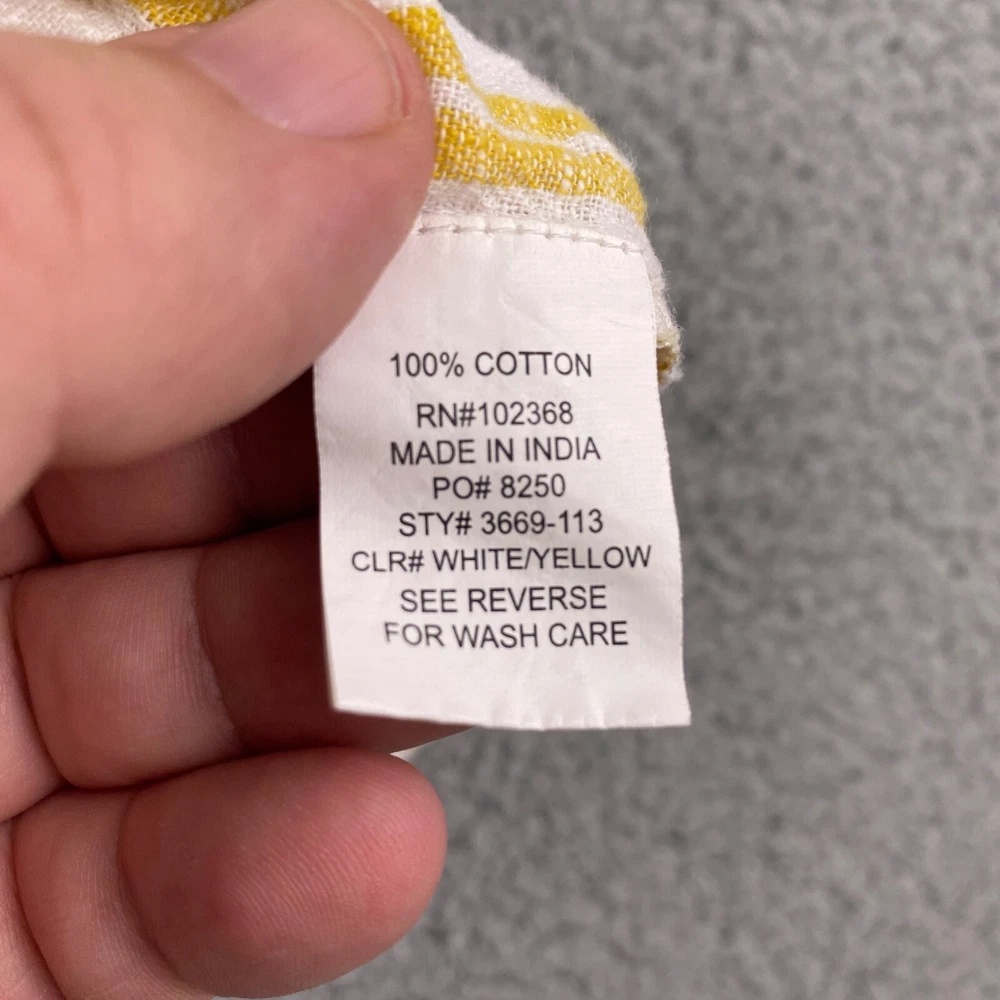 100% COTTON
RN#102368
MADE IN INDIA
PO# 8250
STY# 3669-113
CLR# WHITE/YELLOW
SEE REVERSE
FOR WASH CARE